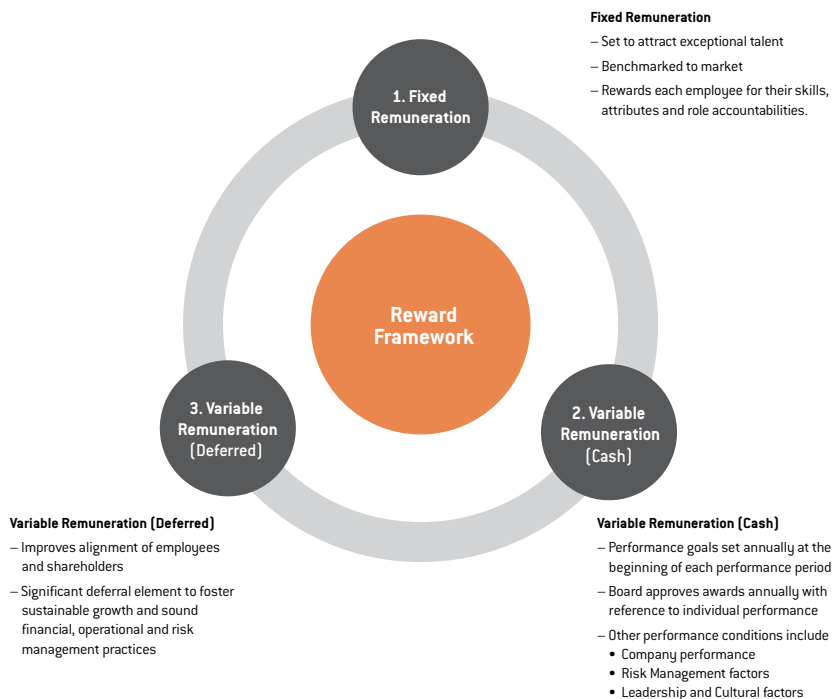 Fixed Remuneration
– Set to attract exceptional talent
– Benchmarked to market
– Rewards each employee for their skills,
attributes and role accountabilities.
1. Fixed
Remuneration
Reward
Framework
3. Variable
Remuneration
(Deferred)
2. Variable
Remuneration
(Cash)
Variable Remuneration (Deferred)
– Improves alignment of employees
and shareholders
– Significant deferral element to foster
sustainable growth and sound
financial, operational and risk
management practices
Variable Remuneration (Cash)
– Performance goals set annually at the
beginning of each performance period
– Board approves awards annually with
reference to individual performance
– Other performance conditions include
• Company performance
• Risk Management factors
• Leadership and Cultural factors